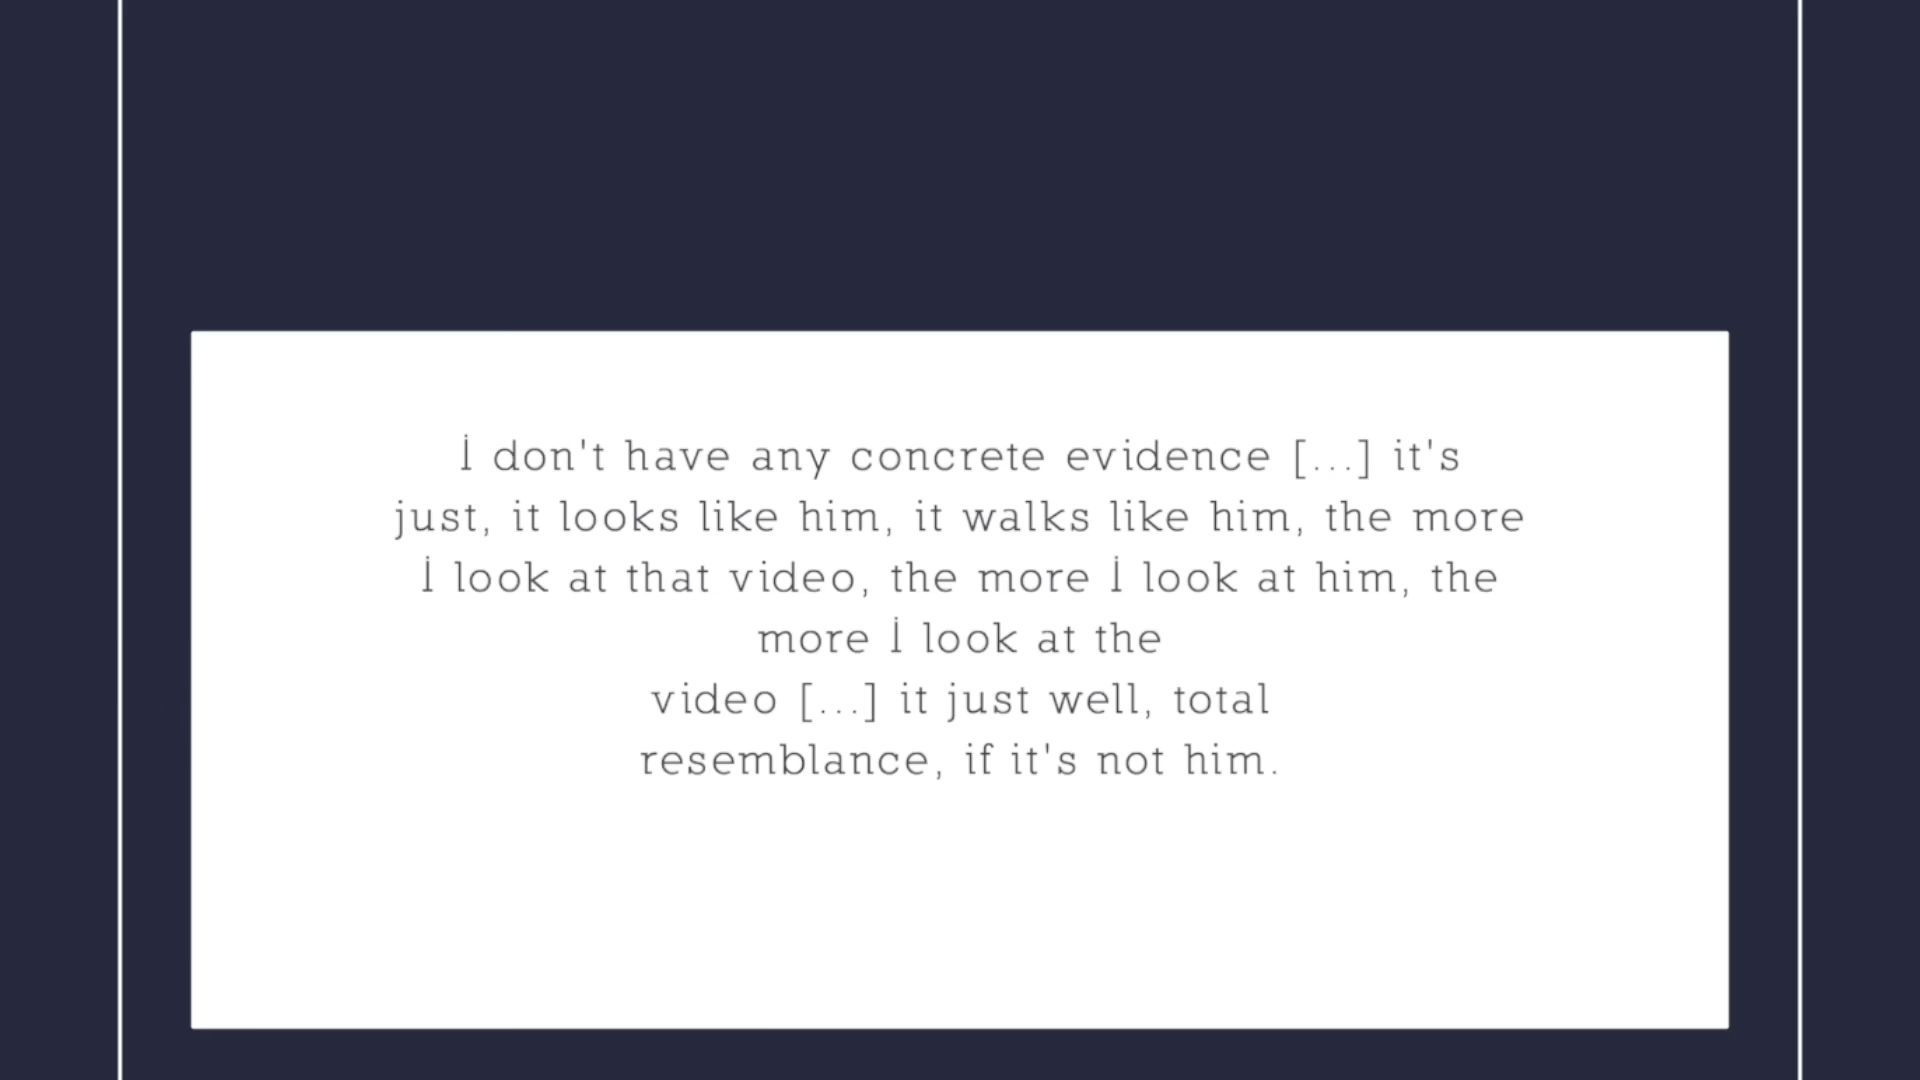 I don't have any concrete evidence [...] it's
just, it looks like him, it walks like him, the more
I look at that video, the more I look at him, the
more I look at the
video [...] it just well, total
resemblance, if it's not him.